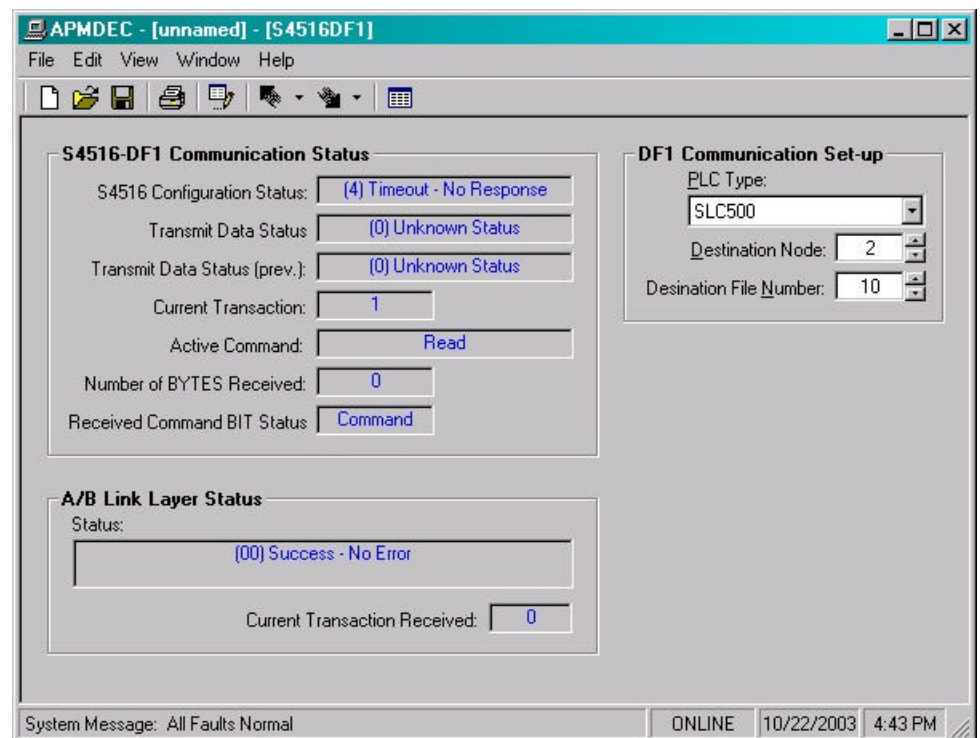 APMDEC - [unnamed] - [S4516DF1]
File Edit View Window Help
S4516-DF1 Communication Status
S4516 Configuration Status: (4) Timeout - No Response
Transmit Data Status (0) Unknown Status
Transmit Data Status (prev.): (0) Unknown Status
Current Transaction: 1
Active Command: Read
Number of BYTES Received: 0
Received Command BIT Status Command
DF1 Communication Set-up
PLC Type:
SLC500
Destination Node: 2
Desination File Number: 10
A/B Link Layer Status
Status:
(00) Success - No Error
Current Transaction Received: 0
System Message: All Faults Normal ONLINE 10/22/2003 4:43 PM